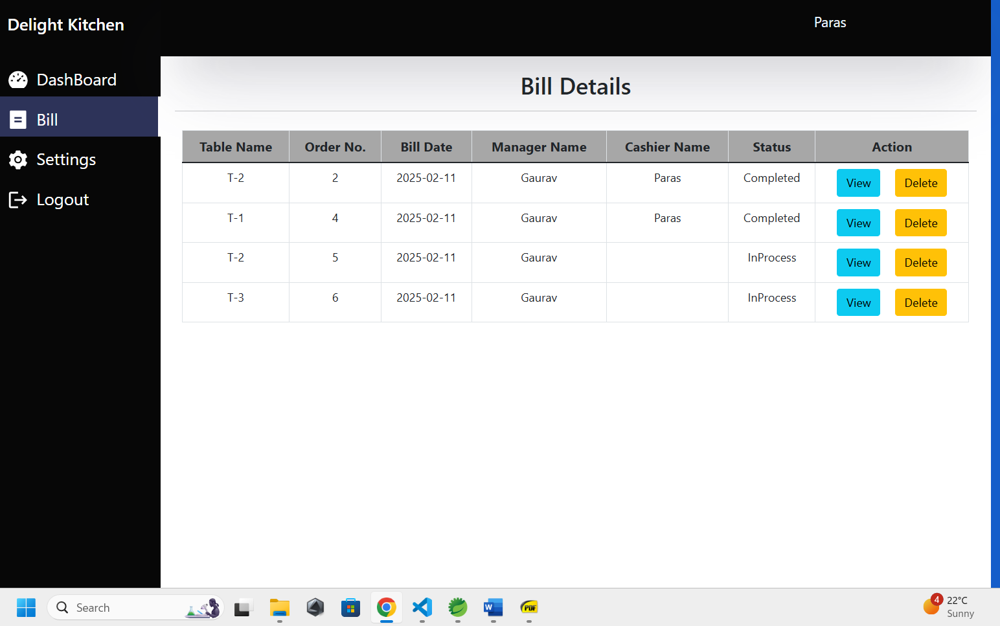 Delight Kitchen
Paras
DashBoard
Bill
Settings
Logout
Bill Details
Table Name Order No. Bill Date Manager Name Cashier Name Status Action
T-2 2 2025-02-11 Gaurav Paras Completed View Delete
T-1 4 2025-02-11 Gaurav Paras Completed View Delete
T-2 5 2025-02-11 Gaurav InProcess View Delete
T-3 6 2025-02-11 Gaurav InProcess View Delete
Search
W
PDF
4
22°C
Sunny